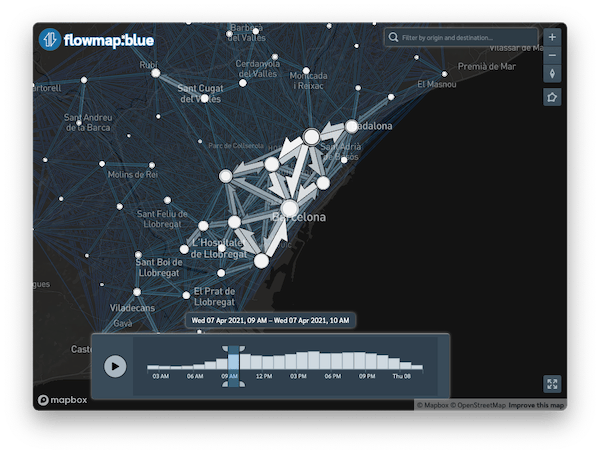 flowmap.blue
Filter by origin and destination...
Barberà
del Vallès
Vilassar de Mar
Premià de Mar
Rubí
Cerdanyola
del Vallès
Montcada
i Reixac
El Masnou
artorell
Sant Cugat
del Vallès
Sant Andreu
de la Barca
adalona
Parc de Collserola
Sant Adrià
de Besòs
Molins de Rei
Sant Feliu
de Llobregat
Barcelona
L'Hospitalet
de Llobregat
Sant Boi de
Llobregat
El Prat de
Llobregat
gues
Viladecans
Gavà
Caste
Wed 07 Apr 2021, 09 AM – Wed 07 Apr 2021, 10 AM
03 AM 06 AM 09 AM 12 PM 03 PM 06 PM 09 PM Thu 08
mapbox
© Mapbox © OpenStreetMap Improve this map